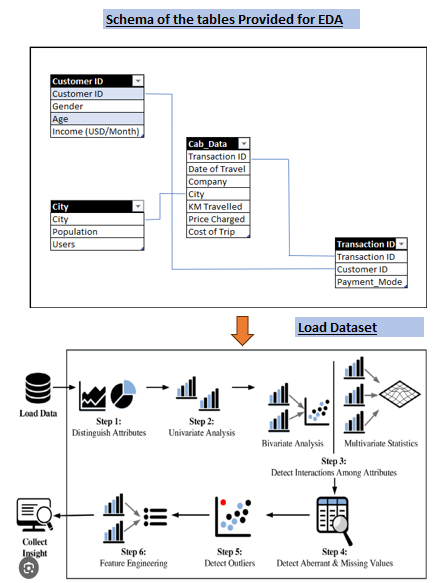 Schema of the tables Provided for EDA
Customer ID
Customer ID
Gender
Age
Income (USD/Month)
Cab_Data
Transaction ID
Date of Travel
Company
City
KM Travelled
Price Charged
Cost of Trip
City
City
Population
Users
Transaction ID
Transaction ID
Customer ID
Payment_Mode
Load Dataset
Load Data
Step 1:
Distinguish Attributes
Step 2:
Univariate Analysis
Bivariate Analysis
Multivariate Statistics
Step 3:
Detect Interactions Among Attributes
Collect
Insight
Step 6:
Feature Engineering
Step 5:
Detect Outliers
Step 4:
Detect Aberrant & Missing Values